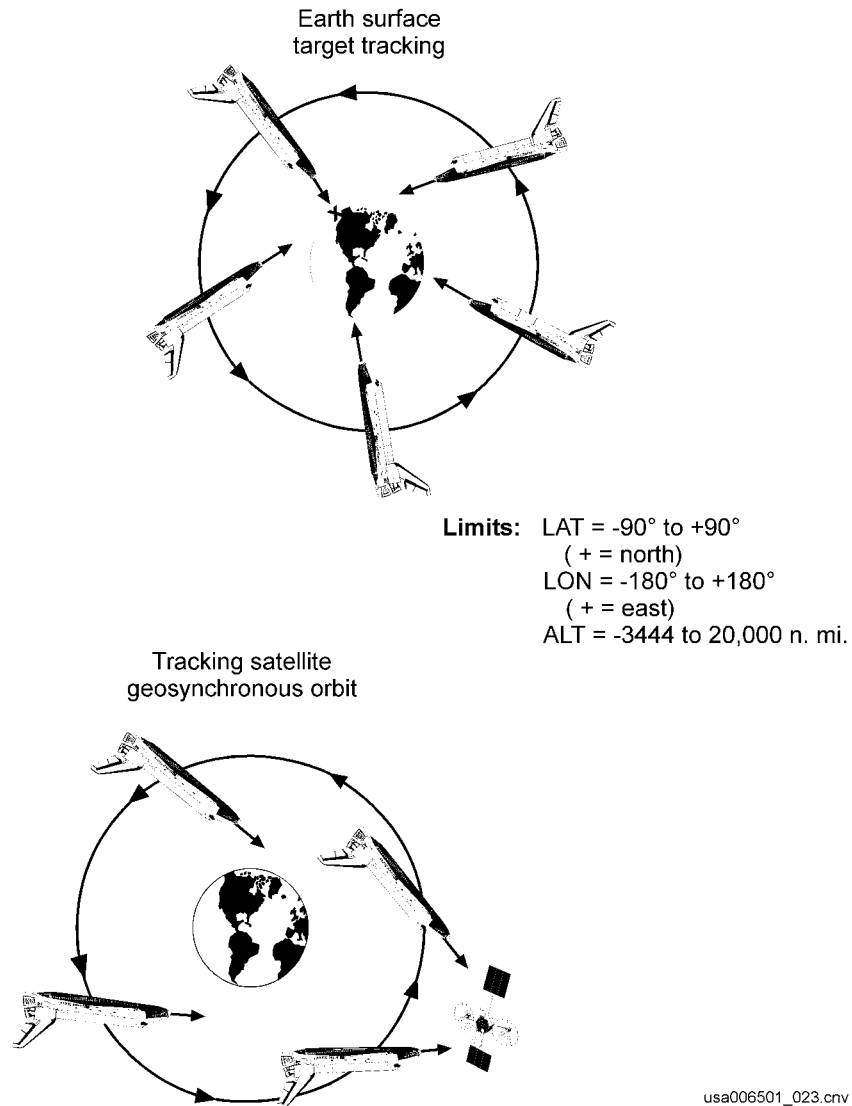 Earth surface
target tracking
Limits: LAT = -90° to +90°
( + = north)
LON = -180° to +180°
( + = east)
ALT = -3444 to 20,000 n. mi.
Tracking satellite
geosynchronous orbit
usa006501_023.cnv